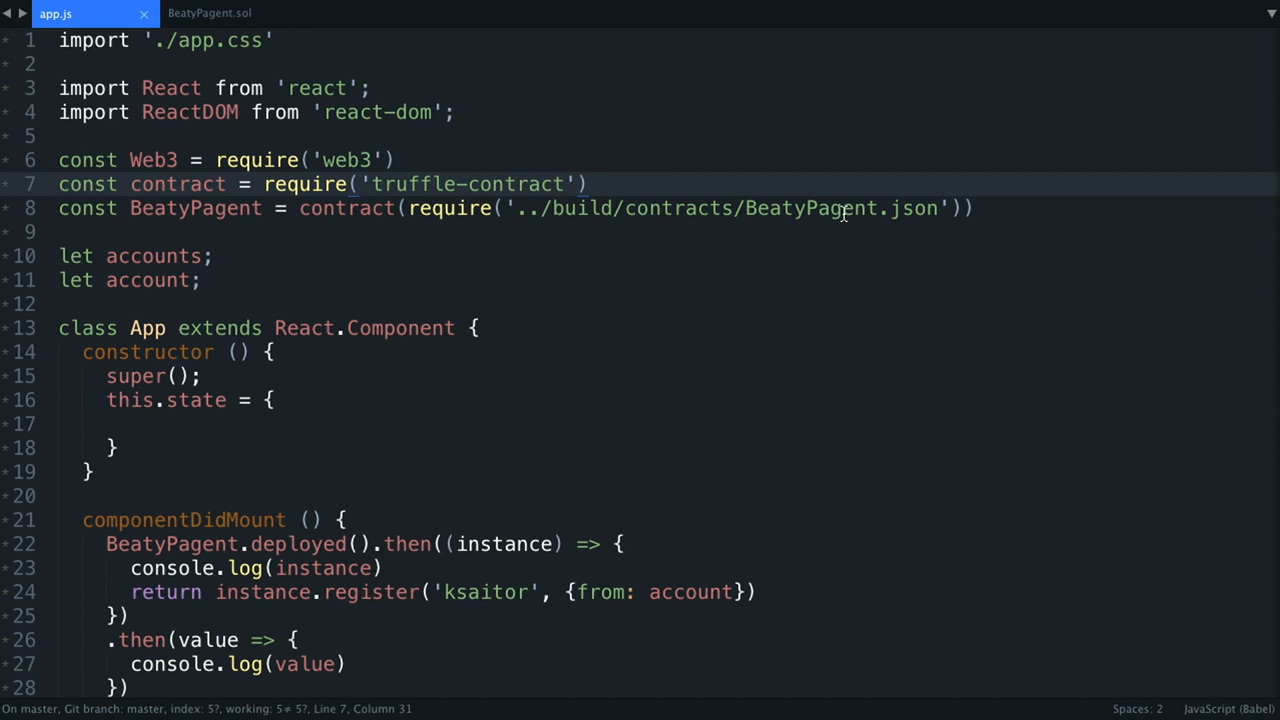 app.js
BeatyPagent.sol
1 import './app.css'
2
3 import React from 'react';
4 import ReactDOM from 'react-dom';
5
6 const Web3 = require('web3')
7 const contract = require('truffle-contract')
8 const BeatyPagent = contract(require('../build/contracts/BeatyPagent.json'))
9
10 let accounts;
11 let account;
12
13 class App extends React.Component {
14 constructor () {
15 super();
16 this.state = {
17
18 }
19 }
20
21 componentDidMount () {
22 BeatyPagent.deployed().then((instance) => {
23 console.log(instance)
24 return instance.register('ksaitor', {from: account})
25 })
26 .then(value => {
27 console.log(value)
28 })
On master, Git branch: master, index: 5?, working: 5≠ 5?, Line 7, Column 31
Spaces: 2
JavaScript (Babel)